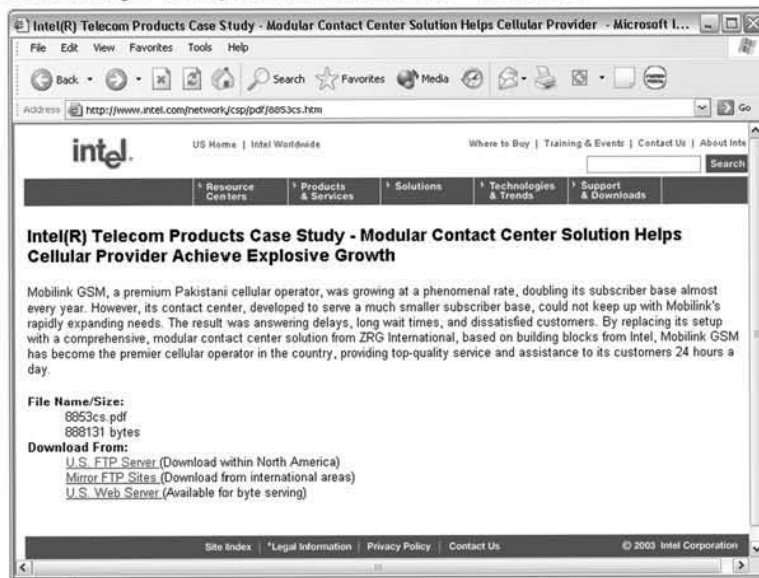 Intel(R) Telecom Products Case Study - Modular Contact Center Solution Helps Cellular Provider - Microsoft I...
File Edit View Favorites Tools Help
Back Search Favorites Media
Address http://www.intel.com/network/csp/pdf/8853cs.htm Go
intel. US Home | Intel Worldwide Where to Buy | Training & Events | Contact Us | About Inte
Search
Resource Centers Products & Services Solutions Technologies & Trends Support & Downloads
Intel(R) Telecom Products Case Study - Modular Contact Center Solution Helps
Cellular Provider Achieve Explosive Growth
Mobilink GSM, a premium Pakistani cellular operator, was growing at a phenomenal rate, doubling its subscriber base almost
every year. However, its contact center, developed to serve a much smaller subscriber base, could not keep up with Mobilink's
rapidly expanding needs. The result was answering delays, long wait times, and dissatisfied customers. By replacing its setup
with a comprehensive, modular contact center solution from ZRG International, based on building blocks from Intel, Mobilink GSM
has become the premier cellular operator in the country, providing top-quality service and assistance to its customers 24 hours a
day.
File Name/Size:
8853cs.pdf
888131 bytes
Download From:
U.S. FTP Server (Download within North America)
Mirror FTP Sites (Download from international areas)
U.S. Web Server (Available for byte serving)
Site Index | *Legal Information | Privacy Policy | Contact Us © 2003 Intel Corporation